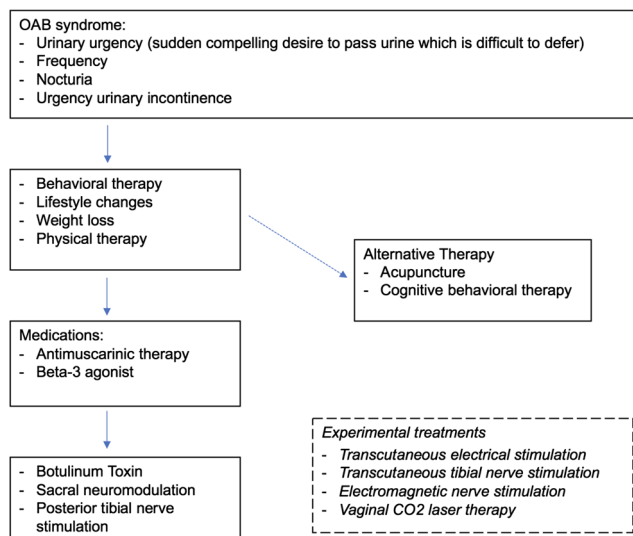 OAB syndrome:
- Urinary urgency (sudden compelling desire to pass urine which is difficult to defer)
- Frequency
- Nocturia
- Urgency urinary incontinence
- Behavioral therapy
- Lifestyle changes
- Weight loss
- Physical therapy
Alternative Therapy
- Acupuncture
- Cognitive behavioral therapy
Medications:
- Antimuscarinic therapy
- Beta-3 agonist
Experimental treatments
- Transcutaneous electrical stimulation
- Transcutaneous tibial nerve stimulation
- Electromagnetic nerve stimulation
- Vaginal CO2 laser therapy
- Botulinum Toxin
- Sacral neuromodulation
- Posterior tibial nerve
stimulation